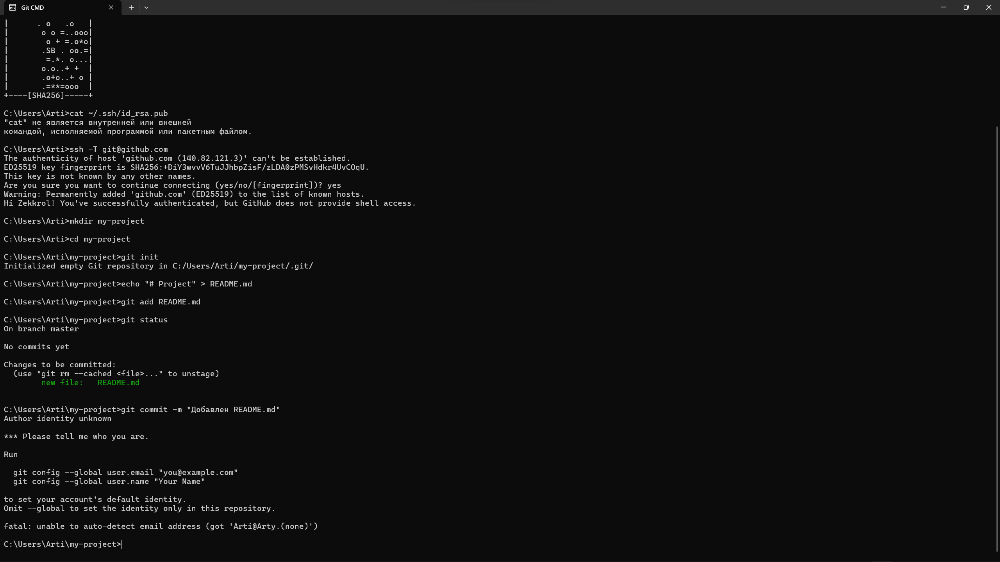 Git CMD
|      . o   .o   |
|       o o =..ooo|
|        o + =.o*o|
|       .SB . oo.=|
|        =.*. o...|
|       o.o..+ +  |
|       .o+o..+ o |
|       .=**=ooo  |
+----[SHA256]-----+
C:\Users\Arti>cat ~/.ssh/id_rsa.pub
"cat" не является внутренней или внешней
командой, исполняемой программой или пакетным файлом.
C:\Users\Arti>ssh -T git@github.com
The authenticity of host 'github.com (140.82.121.3)' can't be established.
ED25519 key fingerprint is SHA256:+DiY3wvvV6TuJJhbpZisF/zLDA0zPMSvHdkr4UvCOqU.
This key is not known by any other names.
Are you sure you want to continue connecting (yes/no/[fingerprint])? yes
Warning: Permanently added 'github.com' (ED25519) to the list of known hosts.
Hi Zekkrol! You've successfully authenticated, but GitHub does not provide shell access.
C:\Users\Arti>mkdir my-project
C:\Users\Arti>cd my-project
C:\Users\Arti\my-project>git init
Initialized empty Git repository in C:/Users/Arti/my-project/.git/
C:\Users\Arti\my-project>echo "# Project" > README.md
C:\Users\Arti\my-project>git add README.md
C:\Users\Arti\my-project>git status
On branch master
No commits yet
Changes to be committed:
  (use "git rm --cached <file>..." to unstage)
        new file:   README.md
C:\Users\Arti\my-project>git commit -m "Добавлен README.md"
Author identity unknown
*** Please tell me who you are.
Run
  git config --global user.email "you@example.com"
  git config --global user.name "Your Name"
to set your account's default identity.
Omit --global to set the identity only in this repository.
fatal: unable to auto-detect email address (got 'Arti@Arty.(none)')
C:\Users\Arti\my-project>